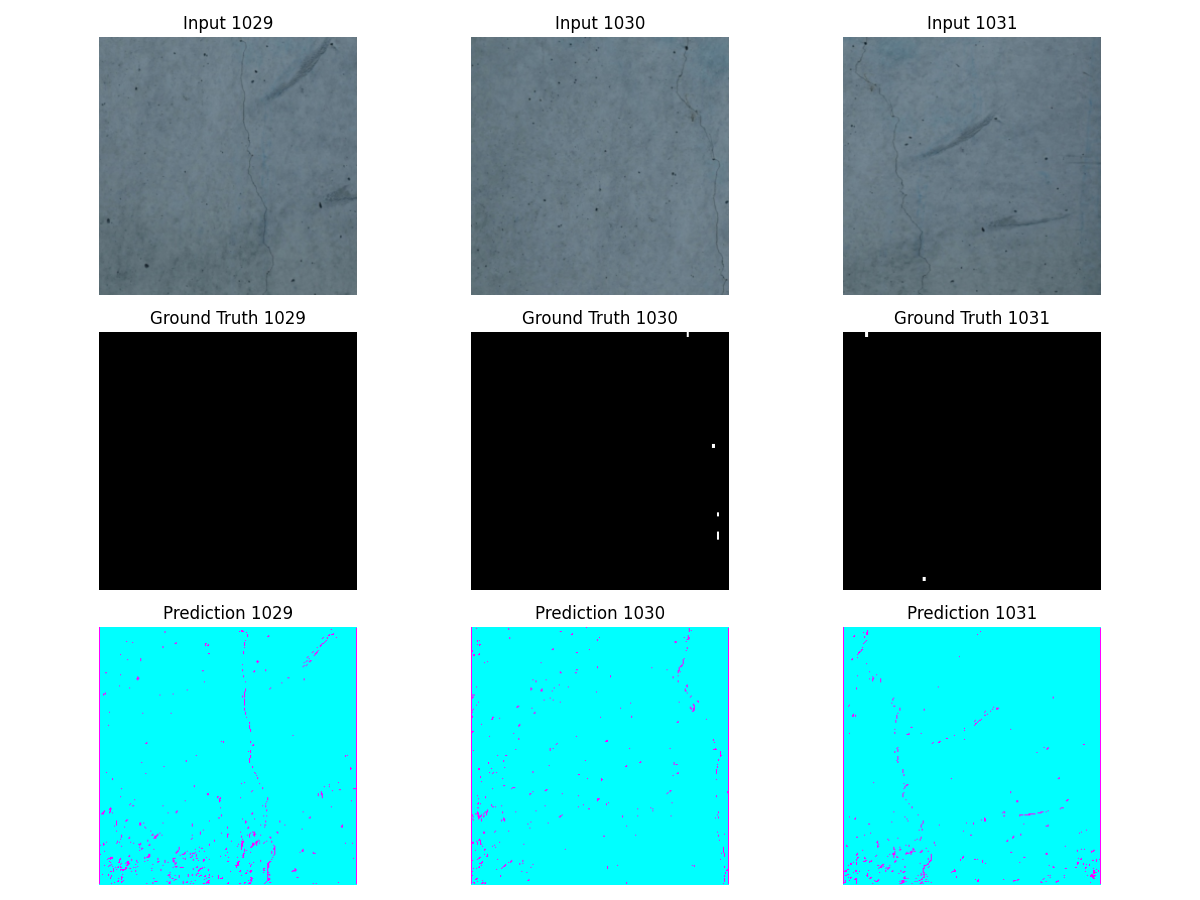 Input 1029
Input 1030
Input 1031
Ground Truth 1029
Ground Truth 1030
Ground Truth 1031
Prediction 1029
Prediction 1030
Prediction 1031